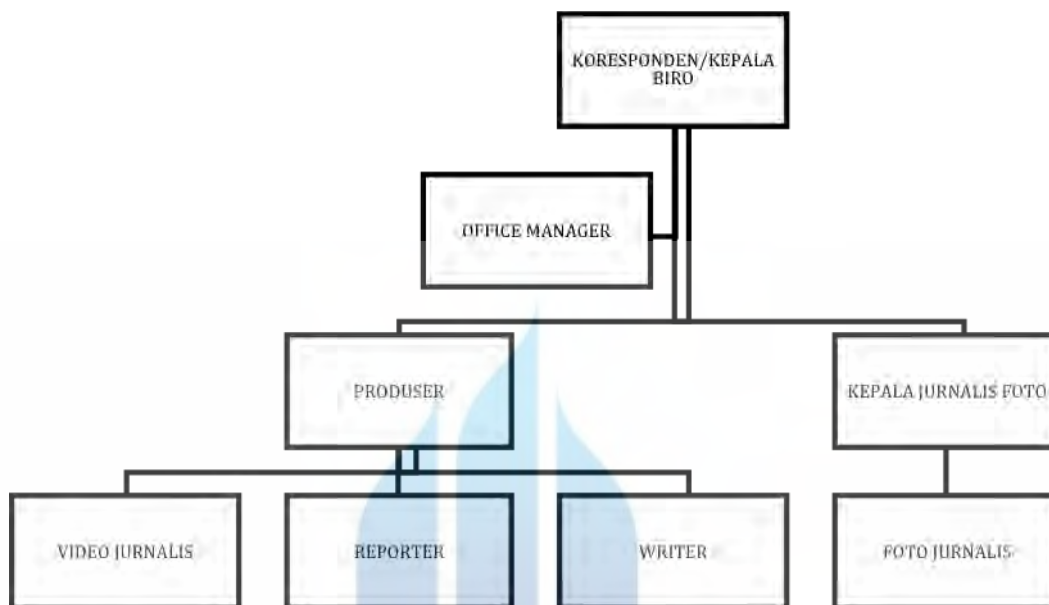 KORESPONDEN/KEPALA
BIRO
OFFICE MANAGER
PRODUSER
KEPALA JURNALIS FOTO
VIDEO JURNALIS
REPORTER
WRITER
FOTO JURNALIS